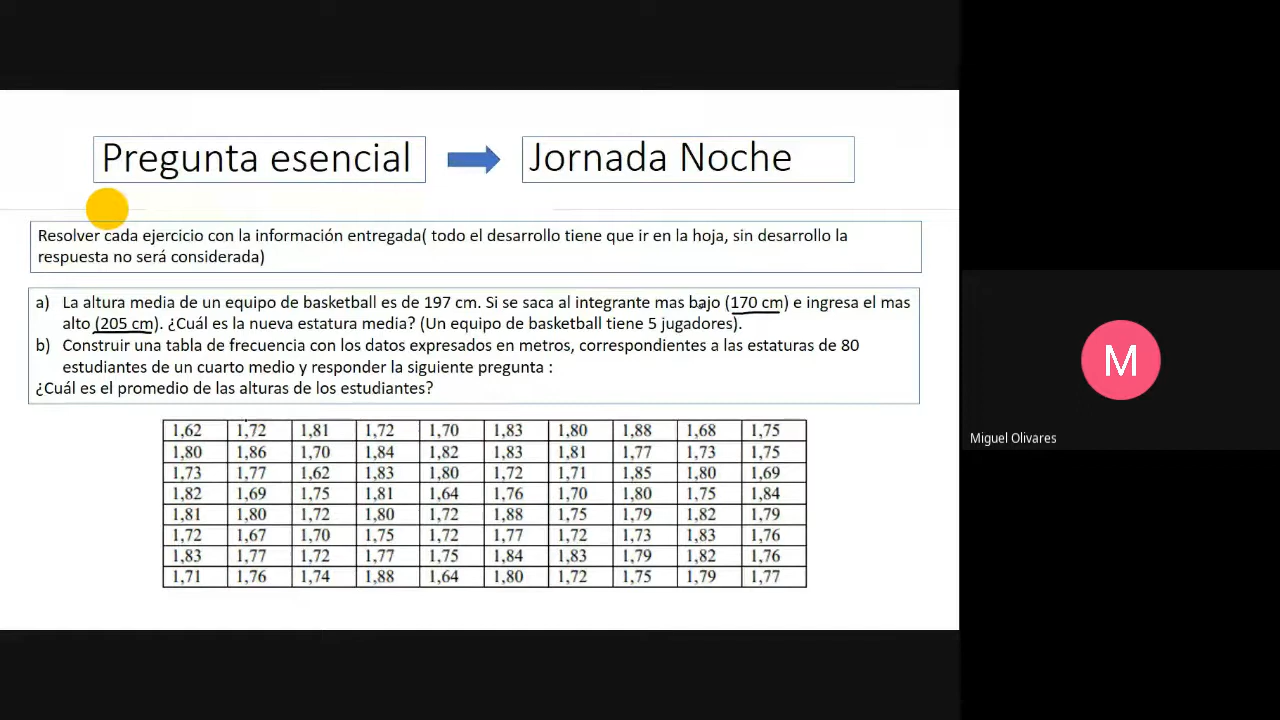 Pregunta esencial
Jornada Noche
Resolver cada ejercicio con la información entregada( todo el desarrollo tiene que ir en la hoja, sin desarrollo la
respuesta no será considerada)
a) La altura media de un equipo de basketball es de 197 cm. Si se saca al integrante mas bajo (170 cm) e ingresa el mas
alto (205 cm). ¿Cuál es la nueva estatura media? (Un equipo de basketball tiene 5 jugadores).
b) Construir una tabla de frecuencia con los datos expresados en metros, correspondientes a las estaturas de 80
estudiantes de un cuarto medio y responder la siguiente pregunta :
¿Cuál es el promedio de las alturas de los estudiantes?
1,62 1,72 1,81 1,72 1,70 1,83 1,80 1,88 1,68 1,75
1,80 1,86 1,70 1,84 1,82 1,83 1,81 1,77 1,73 1,75
1,73 1,77 1,62 1,83 1,80 1,72 1,71 1,85 1,80 1,69
1,82 1,69 1,75 1,81 1,64 1,76 1,70 1,80 1,75 1,84
1,81 1,80 1,72 1,80 1,72 1,88 1,75 1,79 1,82 1,79
1,72 1,67 1,70 1,75 1,72 1,77 1,72 1,73 1,83 1,76
1,83 1,77 1,72 1,77 1,75 1,84 1,83 1,79 1,82 1,76
1,71 1,76 1,74 1,88 1,64 1,80 1,72 1,75 1,79 1,77
M
Miguel Olivares